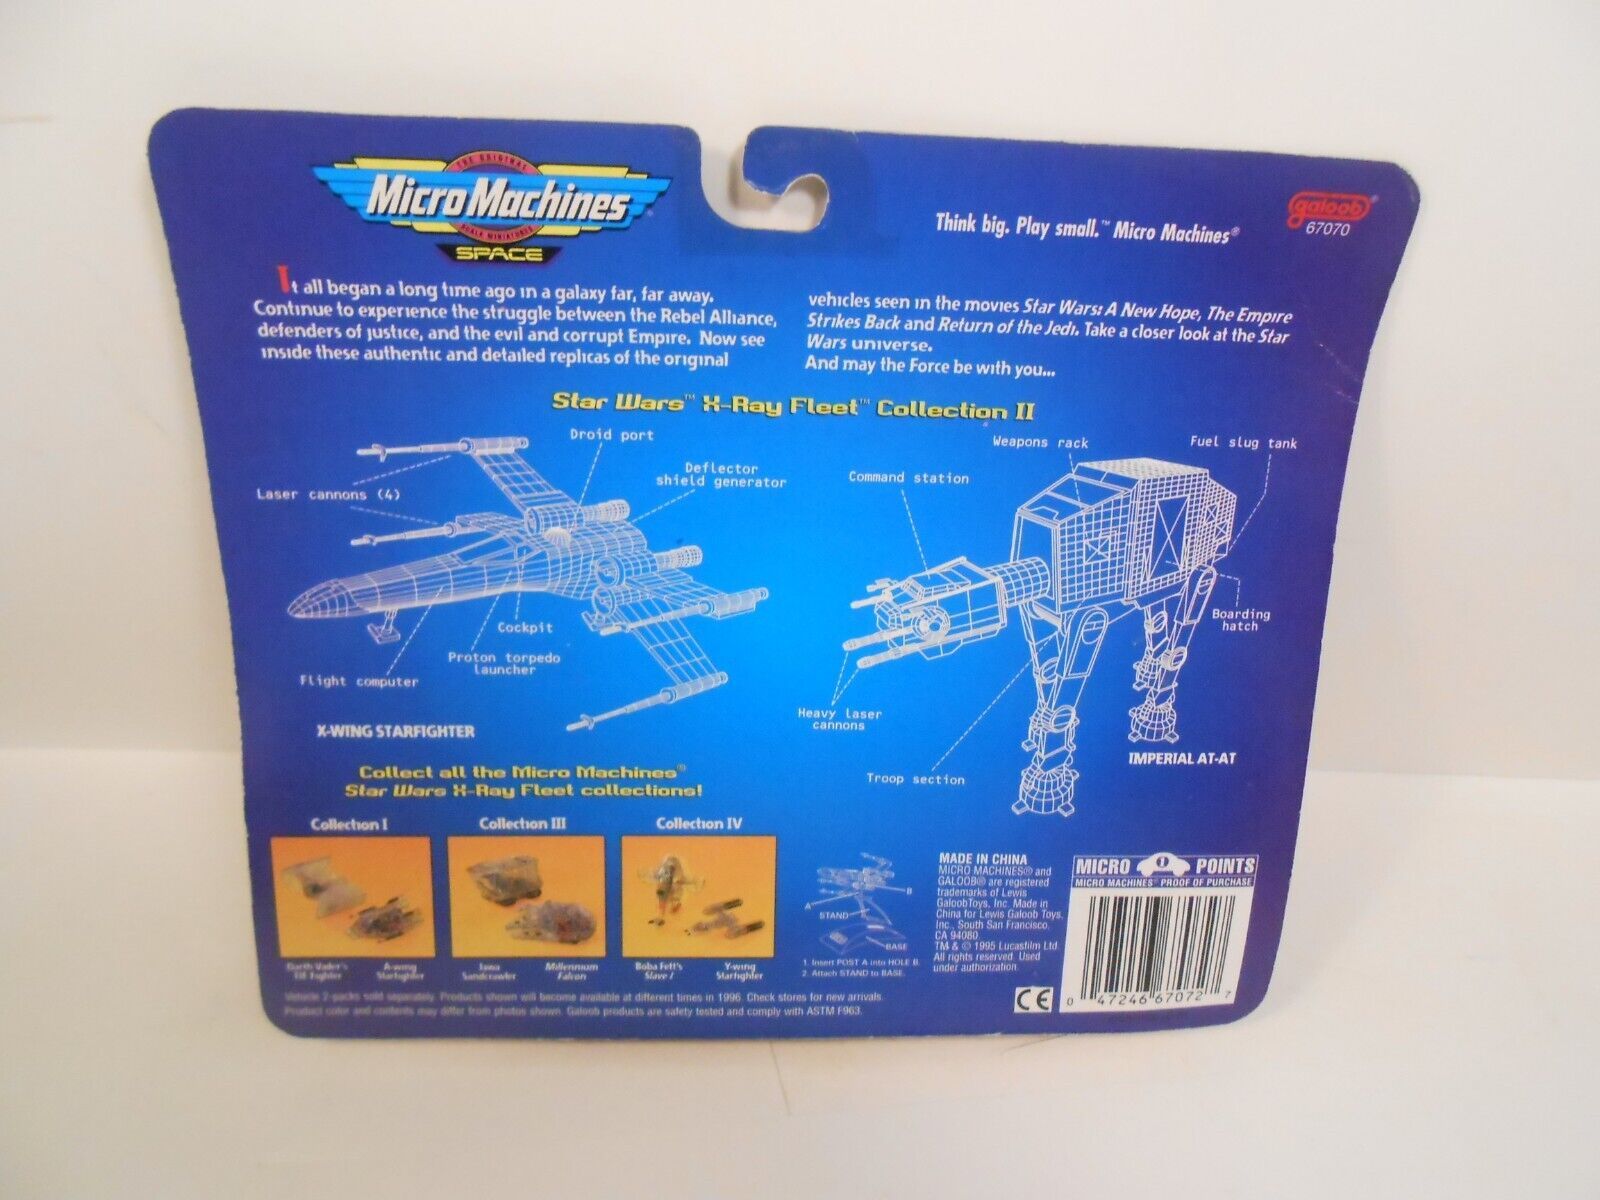 THE ORIGINAL
Micro Machines
SCALE MINIATURES
SPACE
Think big. Play small.™ Micro Machines®
galoob®
67070
It all began a long time ago in a galaxy far, far away.
Continue to experience the struggle between the Rebel Alliance,
defenders of justice, and the evil and corrupt Empire. Now see
inside these authentic and detailed replicas of the original
vehicles seen in the movies Star Wars: A New Hope, The Empire
Strikes Back and Return of the Jedi. Take a closer look at the Star
Wars universe.
And may the Force be with you...
Star Wars™ X-Ray Fleet™ Collection II
Droid port
Deflector
shield generator
Laser cannons (4)
Cockpit
Proton torpedo
launcher
Flight computer
X-WING STARFIGHTER
Weapons rack
Fuel slug tank
Command station
Boarding
hatch
Heavy laser
cannons
Troop section
IMPERIAL AT-AT
Collect all the Micro Machines®
Star Wars X-Ray Fleet collections!
Collection I
Collection III
Collection IV
Darth Vader's
TIE Fighter
A-wing
Starfighter
Jawa
Sandcrawler
Millennium
Falcon
Boba Fett's
Slave I
Y-wing
Starfighter
A
B
STAND
BASE
1. Insert POST A into HOLE B.
2. Attach STAND to BASE.
MADE IN CHINA
MICRO MACHINES® and
GALOOB® are registered
trademarks of Lewis
Galoob Toys, Inc. Made in
China for Lewis Galoob Toys,
Inc., South San Francisco,
CA 94080.
TM & © 1995 Lucasfilm Ltd.
All rights reserved. Used
under authorization.
CE
MICRO 1 POINTS
MICRO MACHINES® PROOF OF PURCHASE
0 47246 67072 7
Vehicle 2-packs sold separately. Products shown will become available at different times in 1996. Check stores for new arrivals.
Product color and contents may differ from photos shown. Galoob products are safety tested and comply with ASTM F963.